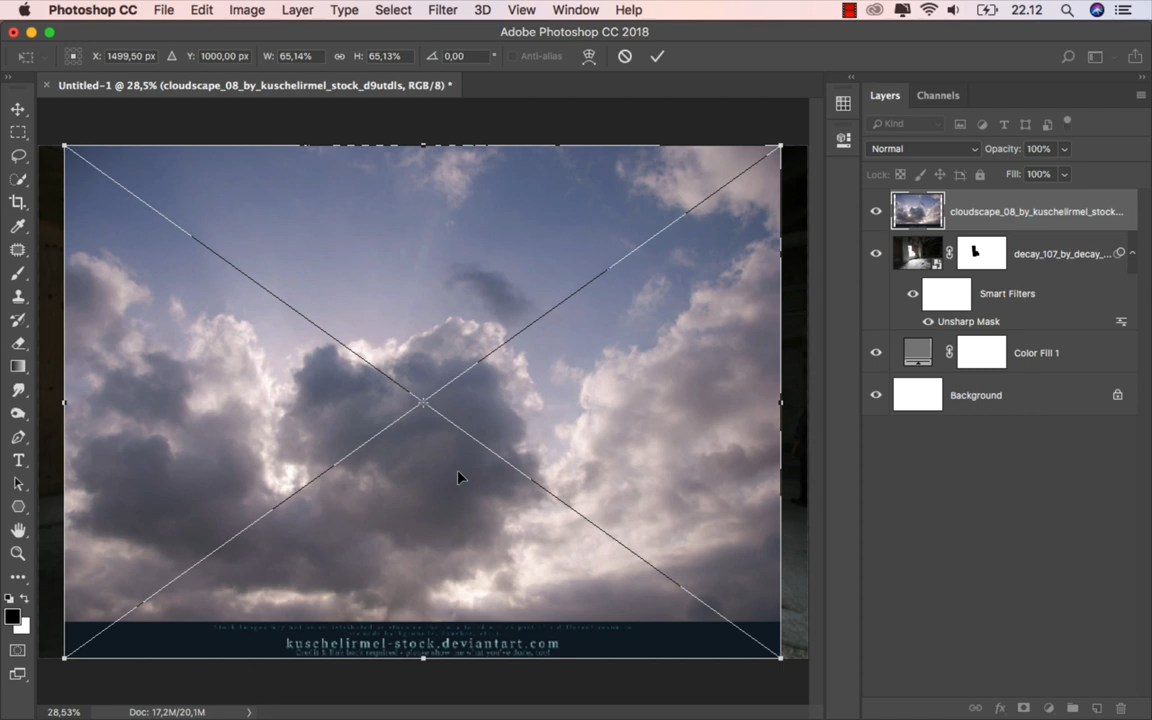 Photoshop CC File Edit Image Layer Type Select Filter 3D View Window Help 22.12
Adobe Photoshop CC 2018
X: 1499,50 px Y: 1000,00 px W: 65,14% H: 65,13% 0,00 ° Anti-alias
× Untitled-1 @ 28,5% (cloudscape_08_by_kuschelirmel_stock_d9utdls, RGB/8) *
Layers Channels
Kind
Normal Opacity: 100%
Lock: Fill: 100%
cloudscape_08_by_kuschelirmel_stock...
decay_107_by_decay_...
Smart Filters
Unsharp Mask
Color Fill 1
Background
kuschelirmel-stock.deviantart.com
28,53% Doc: 17,2M/20,1M
fx